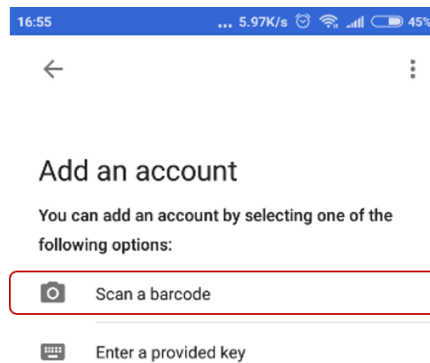 16:55 ... 5.97K/s 45%
Add an account
You can add an account by selecting one of the
following options:
Scan a barcode
Enter a provided key